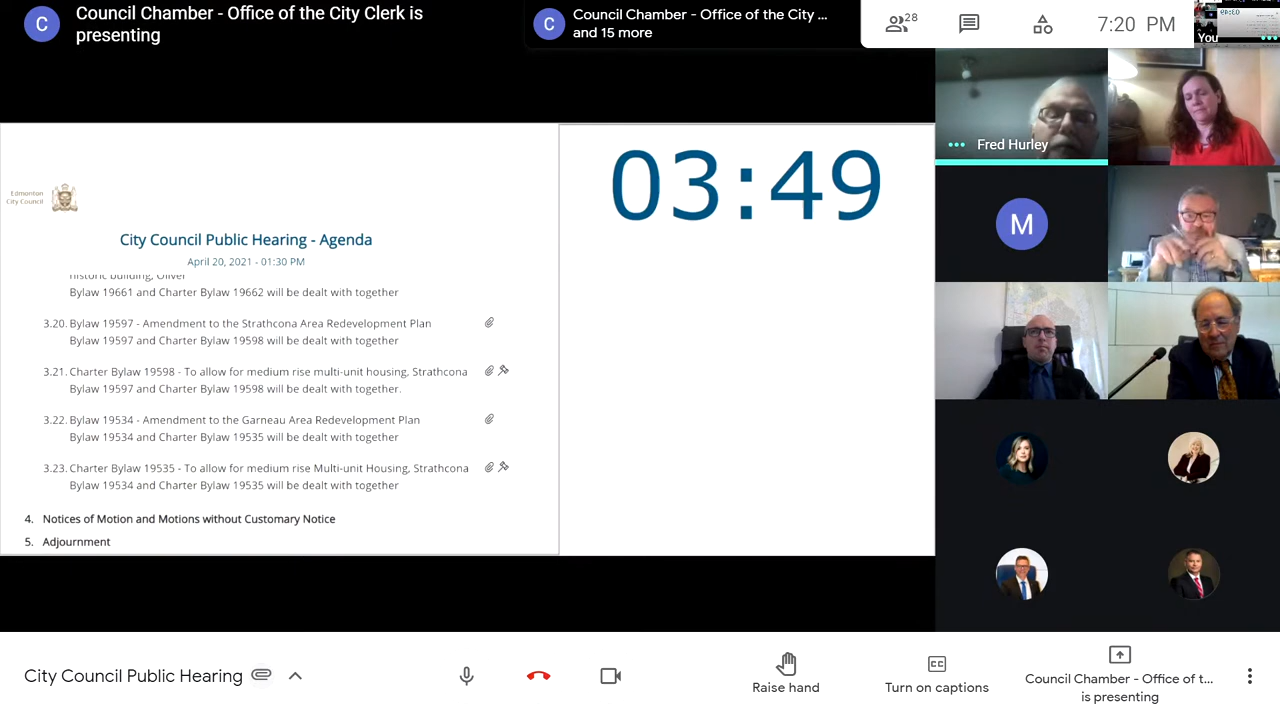 C
Council Chamber - Office of the City Clerk is
presenting
C
Council Chamber - Office of the City ...
and 15 more
28
7:20 PM
You
Fred Hurley
M
Edmonton
City Council
03:49
City Council Public Hearing - Agenda
April 20, 2021 - 01:30 PM
historic building, Oliver
Bylaw 19661 and Charter Bylaw 19662 will be dealt with together
3.20. Bylaw 19597 - Amendment to the Strathcona Area Redevelopment Plan
Bylaw 19597 and Charter Bylaw 19598 will be dealt with together
3.21. Charter Bylaw 19598 - To allow for medium rise multi-unit housing, Strathcona
Bylaw 19597 and Charter Bylaw 19598 will be dealt with together.
3.22. Bylaw 19534 - Amendment to the Garneau Area Redevelopment Plan
Bylaw 19534 and Charter Bylaw 19535 will be dealt with together
3.23. Charter Bylaw 19535 - To allow for medium rise Multi-unit Housing, Strathcona
Bylaw 19534 and Charter Bylaw 19535 will be dealt with together
4. Notices of Motion and Motions without Customary Notice
5. Adjournment
City Council Public Hearing
Raise hand
CC
Turn on captions
Council Chamber - Office of t...
is presenting